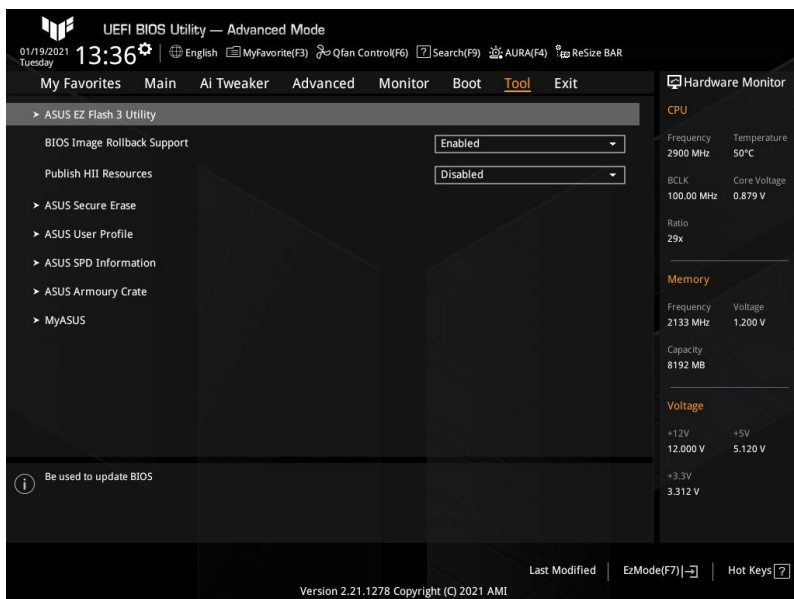 UEFI BIOS Utility — Advanced Mode
01/19/2021
Tuesday
13:36
English
MyFavorite(F3)
Qfan Control(F6)
? Search(F9)
AURA(F4)
ReSize BAR
My Favorites
Main
Ai Tweaker
Advanced
Monitor
Boot
Tool
Exit
ASUS EZ Flash 3 Utility
BIOS Image Rollback Support
Enabled
Publish HII Resources
Disabled
ASUS Secure Erase
ASUS User Profile
ASUS SPD Information
ASUS Armoury Crate
MyASUS
Be used to update BIOS
Hardware Monitor
CPU
Frequency
Temperature
2900 MHz
50°C
BCLK
Core Voltage
100.00 MHz
0.879 V
Ratio
29x
Memory
Frequency
Voltage
2133 MHz
1.200 V
Capacity
8192 MB
Voltage
+12V
+5V
12.000 V
5.120 V
+3.3V
3.312 V
Last Modified
EzMode(F7)
Hot Keys ?
Version 2.21.1278 Copyright (C) 2021 AMI